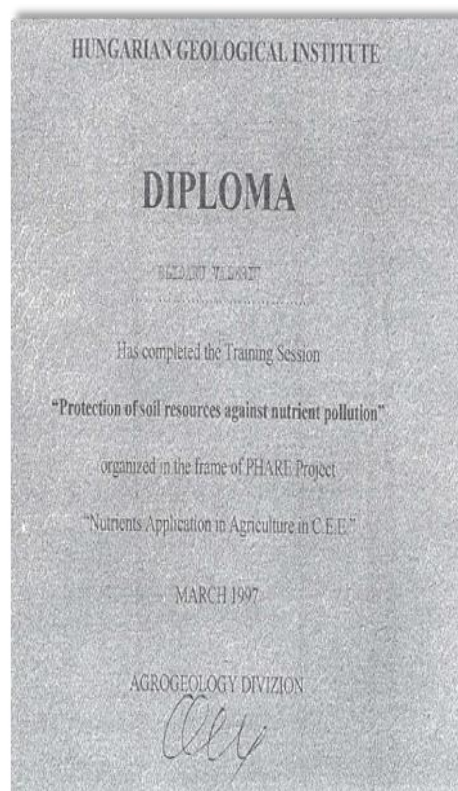 HUNGARIAN GEOLOGICAL INSTITUTE
DIPLOMA
Has completed the Training Session
"Protection of soil resources against nutrient pollution"
organized in the frame of PHARE Project
"Nutrients Application in Agriculture in C.E.E."
MARCH 1997
AGROGEOLOGY DIVIZION